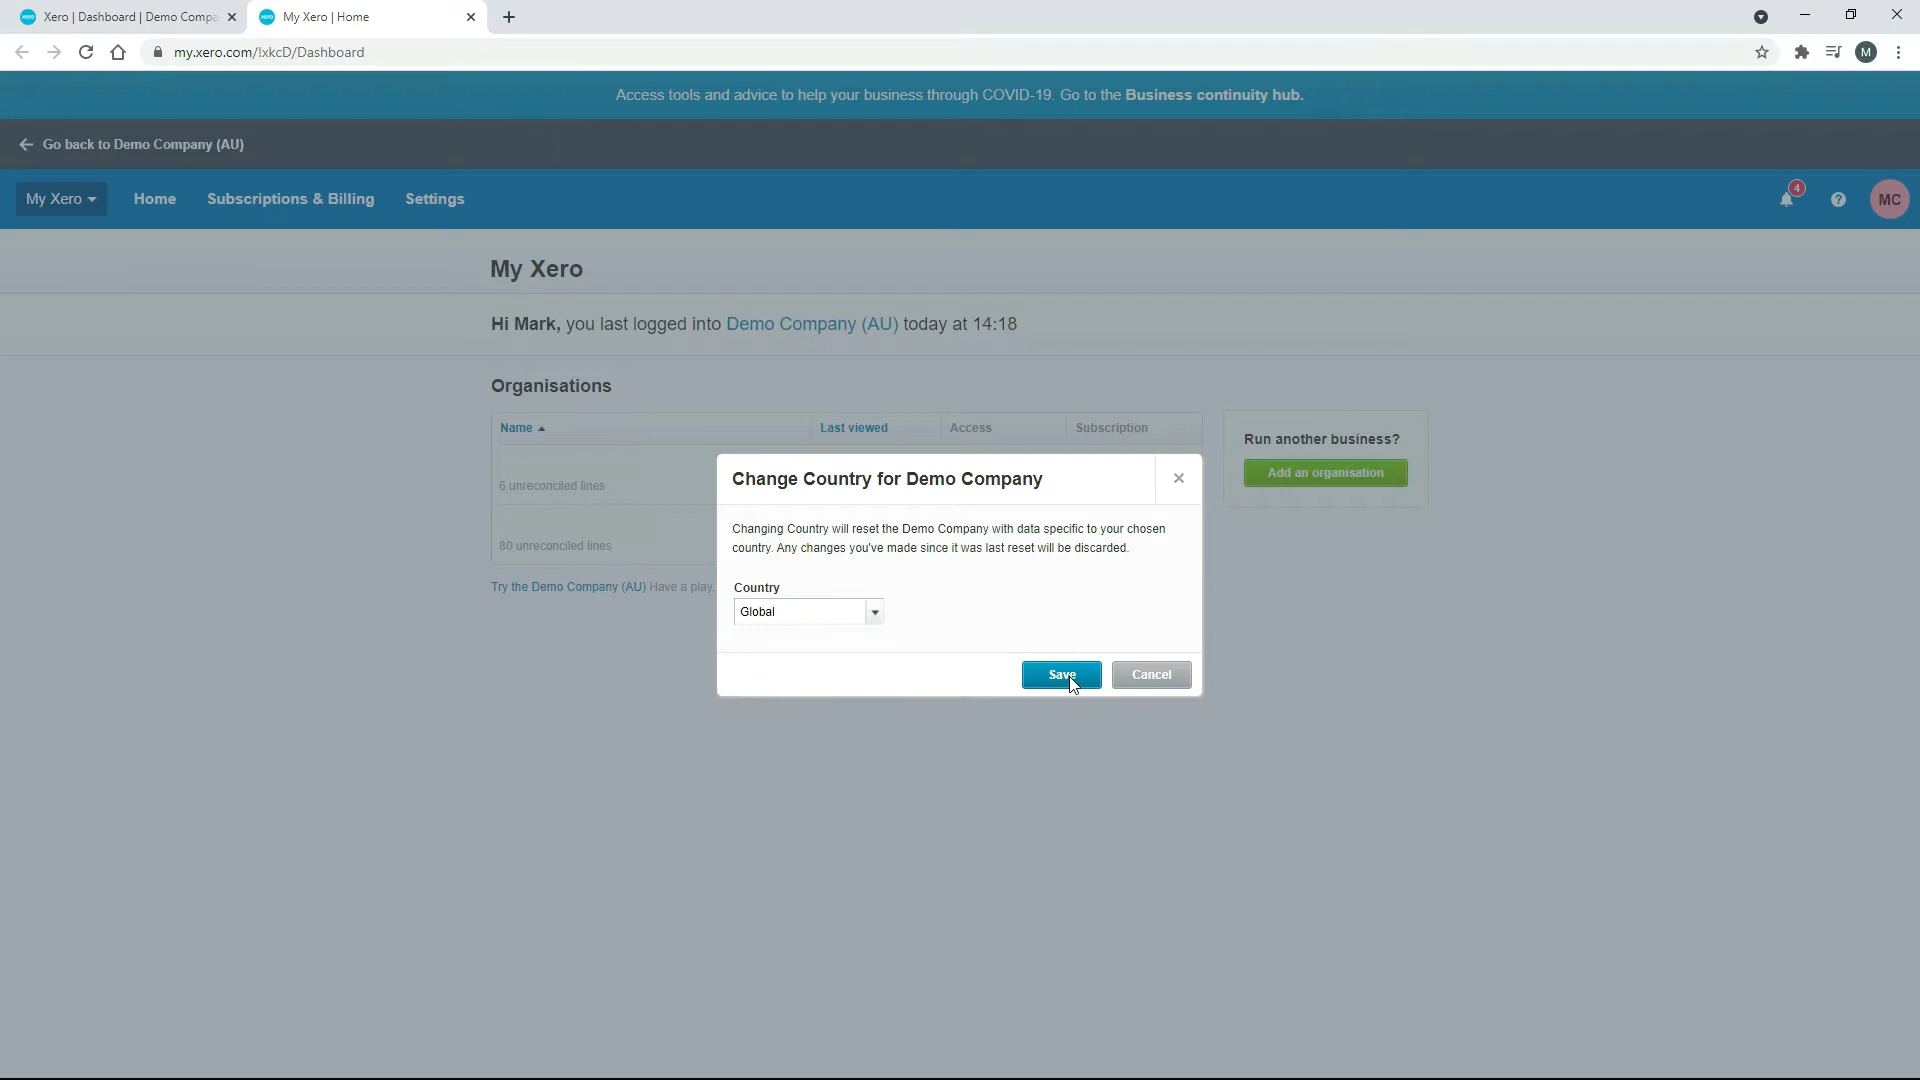 Xero | Dashboard | Demo Compa
My Xero | Home
my.xero.com/!xkcD/Dashboard
M
Access tools and advice to help your business through COVID-19. Go to the Business continuity hub.
Go back to Demo Company (AU)
My Xero
Home
Subscriptions & Billing
Settings
4
?
MC
My Xero
Hi Mark, you last logged into Demo Company (AU) today at 14:18
Organisations
Name
Last viewed
Access
Subscription
6 unreconciled lines
80 unreconciled lines
Try the Demo Company (AU) Have a play,
Run another business?
Add an organisation
Change Country for Demo Company
Changing Country will reset the Demo Company with data specific to your chosen
country. Any changes you've made since it was last reset will be discarded.
Country
Global
Save
Cancel